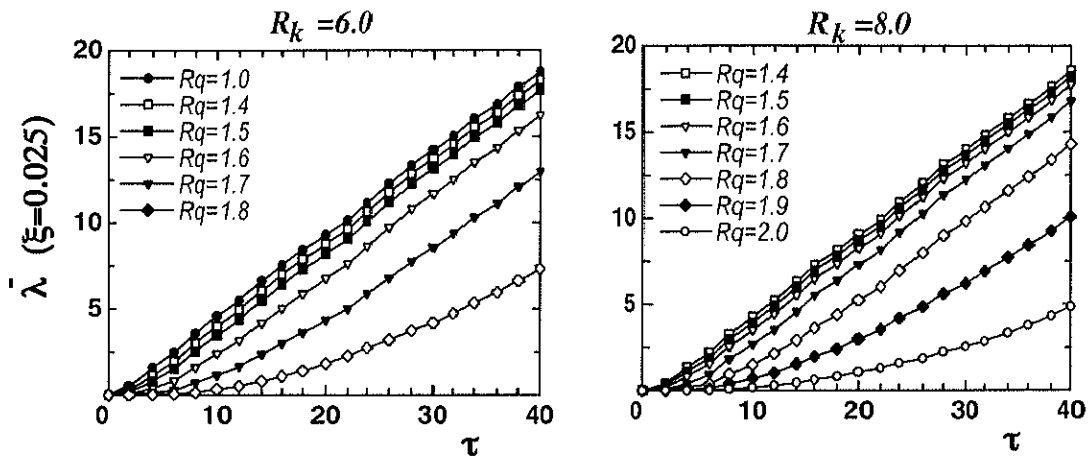 R_k =6.0
20
15
10
5
0
10
20
30
40
Rq=1.0
Rq=1.4
Rq=1.5
Rq=1.6
Rq=1.7
Rq=1.8
λ̄ (ξ=0.025)
τ
R_k =8.0
20
15
10
5
0
0
10
20
30
40
Rq=1.4
Rq=1.5
Rq=1.6
Rq=1.7
Rq=1.8
Rq=1.9
Rq=2.0
τ